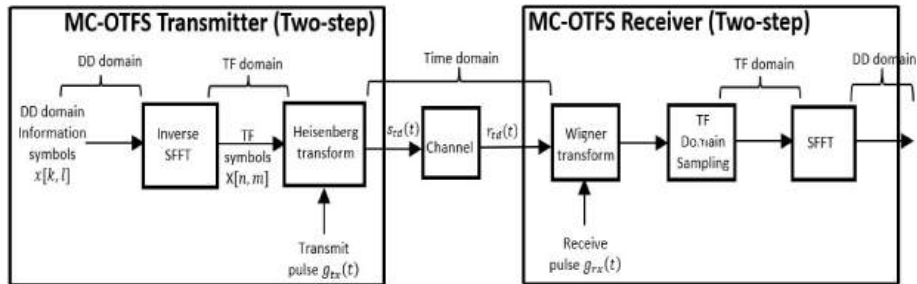 MC-OTFS Transmitter (Two-step)
MC-OTFS Receiver (Two-step)
DD domain
TF domain
Time domain
TF domain
DD domain
DD domain
Information
symbols
x[k, l]
Inverse
SFFT
TF
symbols
X[n, m]
Heisenberg
transform
s_td(t)
Channel
r_td(t)
Wigner
transform
TF
Domain
Sampling
SFFT
Transmit
pulse g_tx(t)
Receive
pulse g_rx(t)